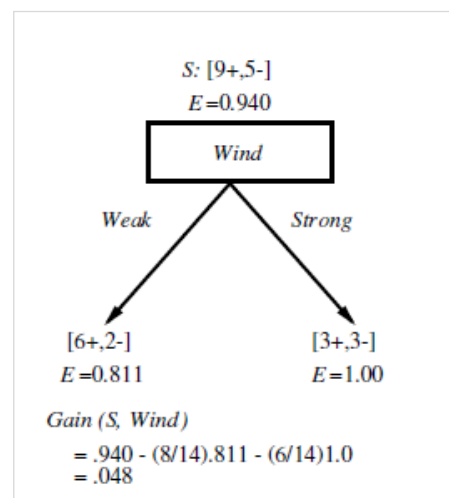 S: [9+,5-]
E=0.940
Wind
Weak Strong
[6+,2-] [3+,3-]
E=0.811 E=1.00
Gain (S, Wind)
= .940 - (8/14).811 - (6/14)1.0
= .048